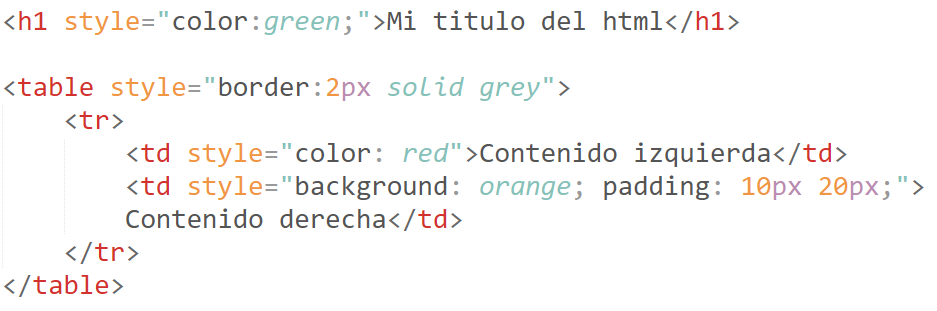 <h1 style="color:green;">Mi titulo del html</h1>
<table style="border:2px solid grey">
<tr>
<td style="color: red">Contenido izquierda</td>
<td style="background: orange; padding: 10px 20px;">
Contenido derecha</td>
</tr>
</table>